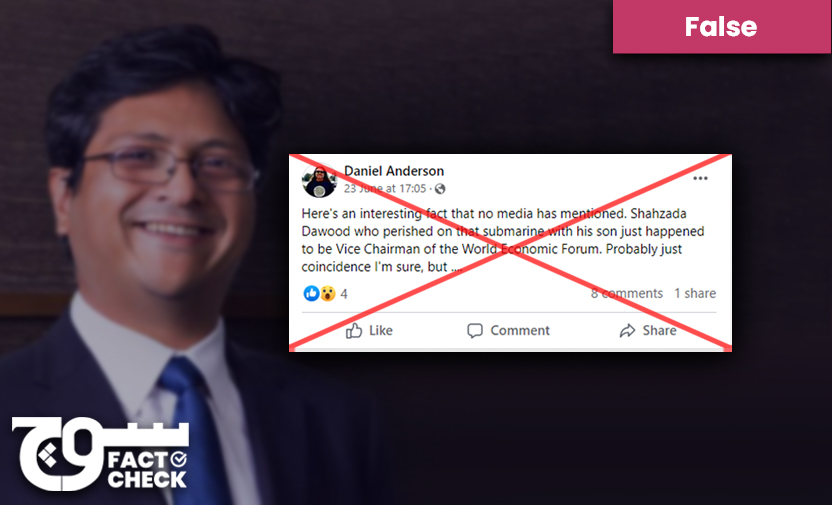 False
Daniel Anderson
23 June at 17:05 ·
Here's an interesting fact that no media has mentioned. Shahzada
Dawood who perished on that submarine with his son just happened
to be Vice Chairman of the World Economic Forum. Probably just
coincidence I'm sure, but ....
4
8 comments 1 share
Like Comment Share
FACT
CHECK